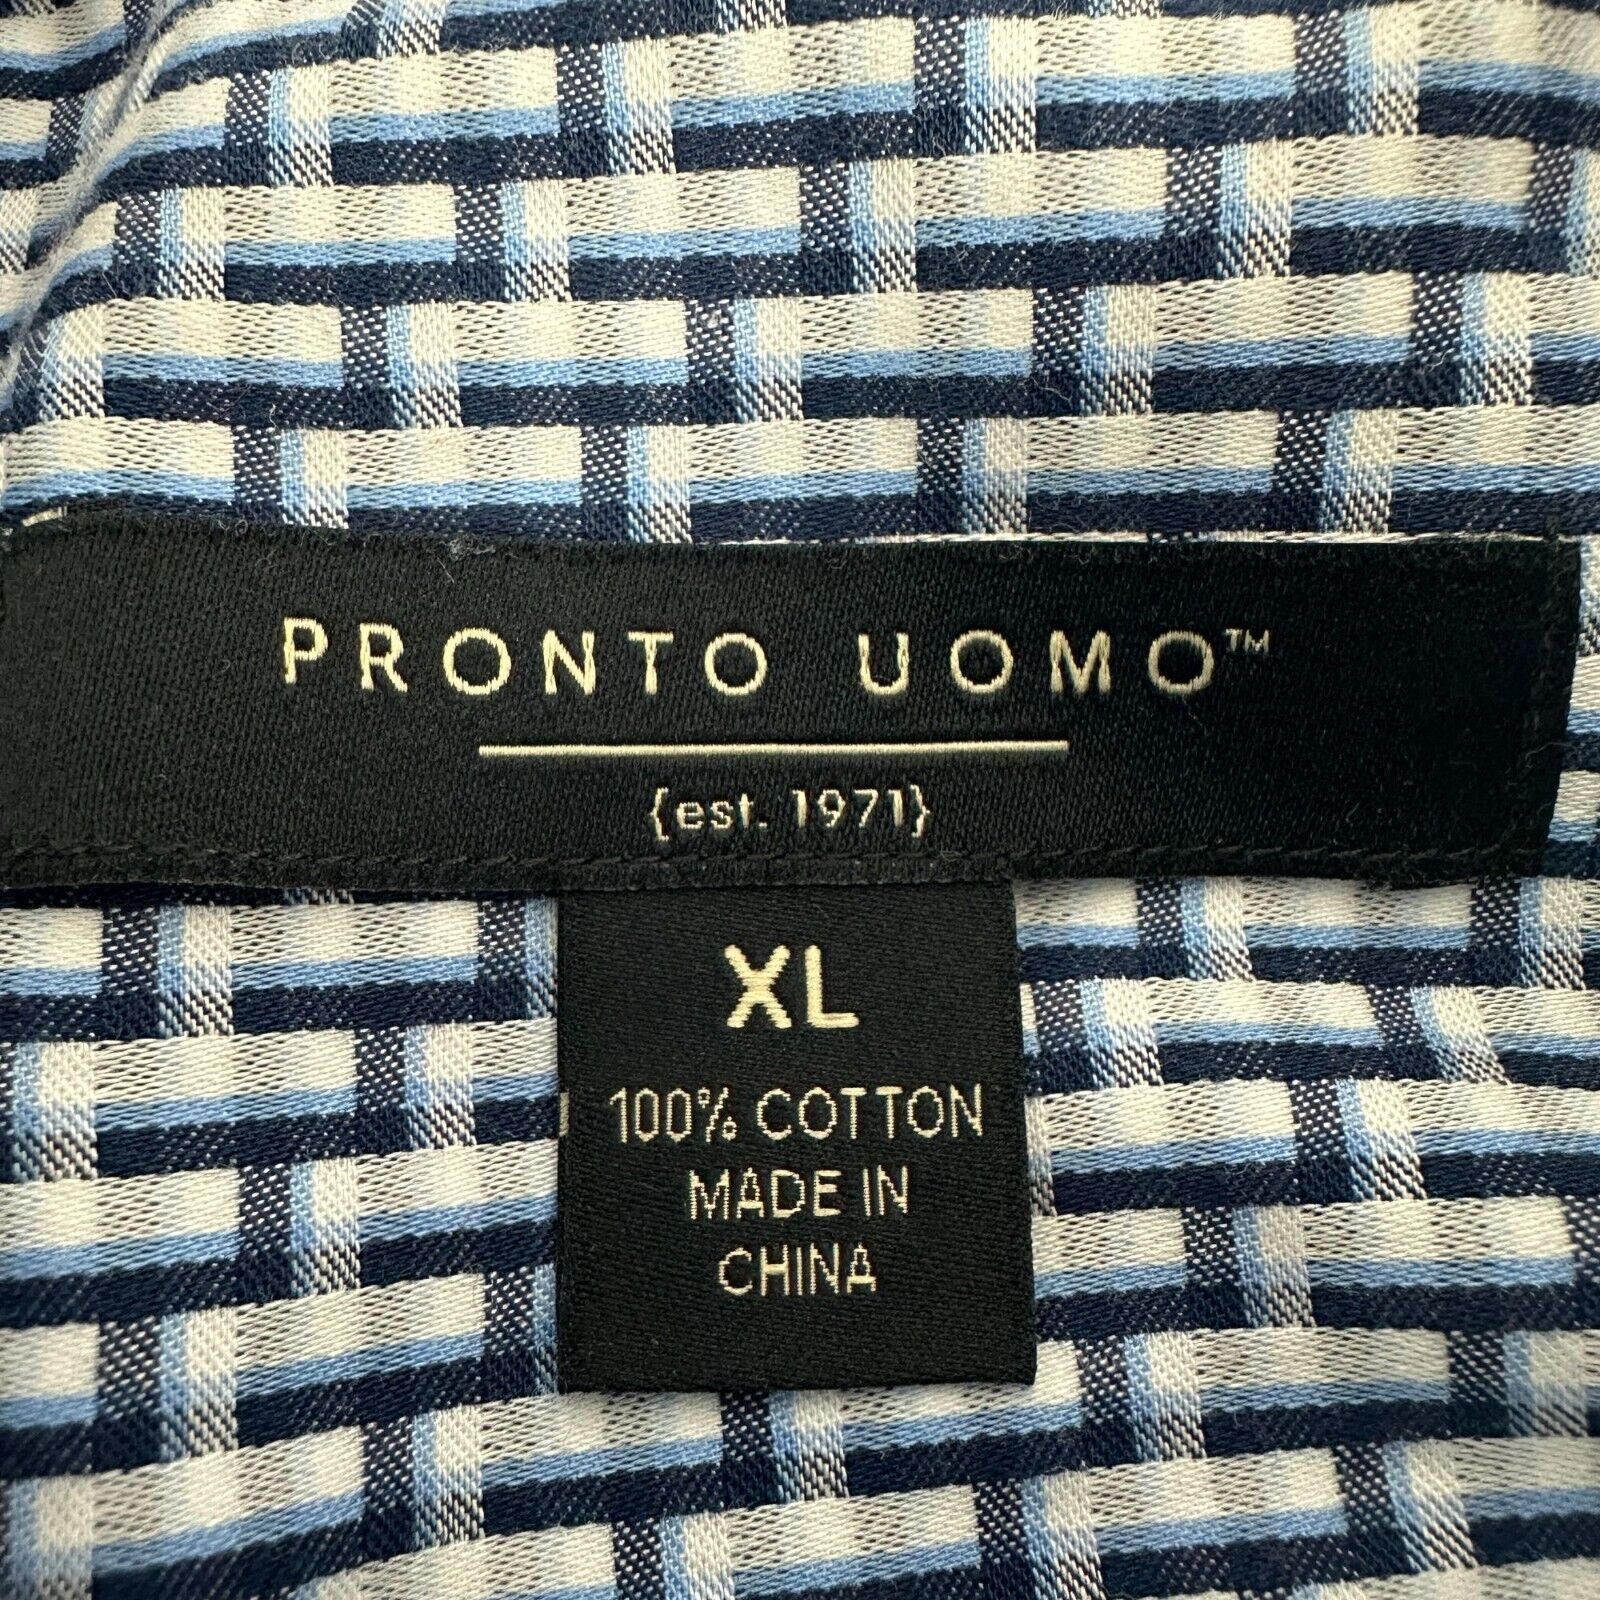 PRONTO UOMO™
{est. 1971}
XL
100% COTTON
MADE IN
CHINA